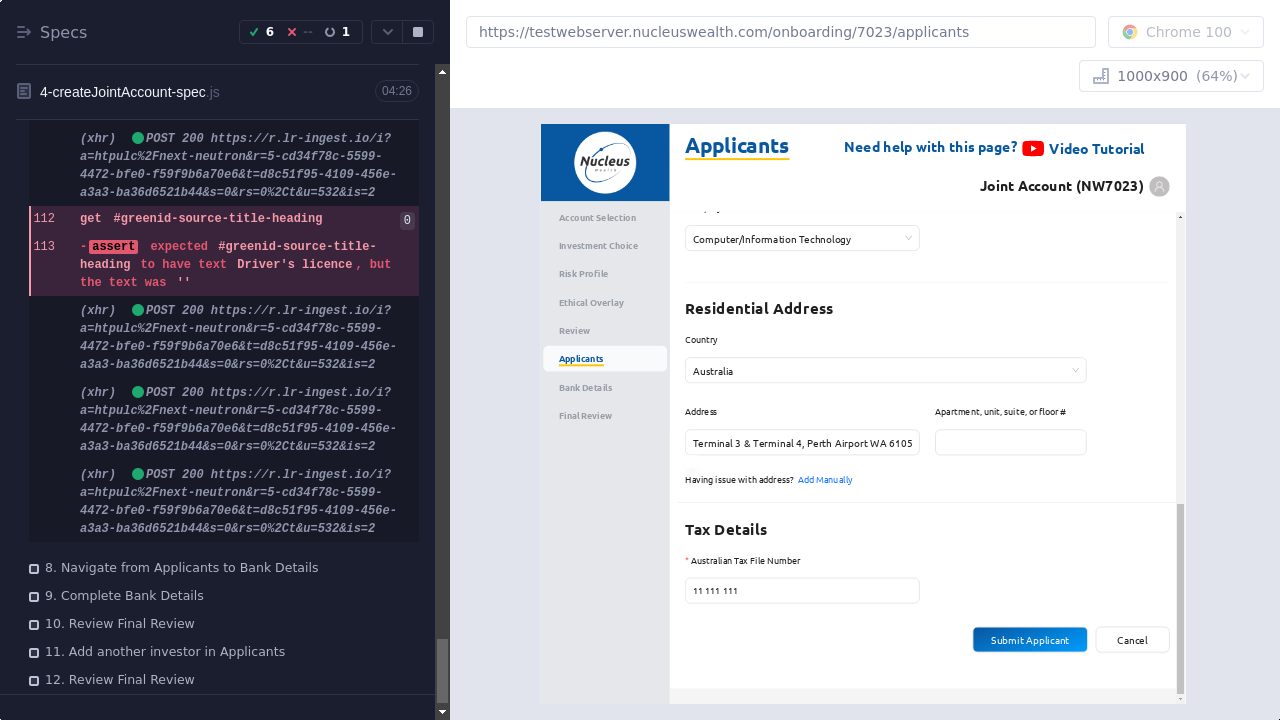 Specs
6
--
1
https://testwebserver.nucleuswealth.com/onboarding/7023/applicants
Chrome 100
1000x900 (64%)
4-createJointAccount-spec.js
04:26
(xhr) POST 200 https://r.lr-ingest.io/i?
a=htpulc%2Fnext-neutron&r=5-cd34f78c-5599-
4472-bfe0-f59f9b6a70e6&t=d8c51f95-4109-456e-
a3a3-ba36d6521b44&s=0&rs=0%2Ct&u=532&is=2
112 get #greenid-source-title-heading 0
113 -assert expected #greenid-source-title-
heading to have text Driver's licence, but
the text was ''
(xhr) POST 200 https://r.lr-ingest.io/i?
a=htpulc%2Fnext-neutron&r=5-cd34f78c-5599-
4472-bfe0-f59f9b6a70e6&t=d8c51f95-4109-456e-
a3a3-ba36d6521b44&s=0&rs=0%2Ct&u=532&is=2
(xhr) POST 200 https://r.lr-ingest.io/i?
a=htpulc%2Fnext-neutron&r=5-cd34f78c-5599-
4472-bfe0-f59f9b6a70e6&t=d8c51f95-4109-456e-
a3a3-ba36d6521b44&s=0&rs=0%2Ct&u=532&is=2
(xhr) POST 200 https://r.lr-ingest.io/i?
a=htpulc%2Fnext-neutron&r=5-cd34f78c-5599-
4472-bfe0-f59f9b6a70e6&t=d8c51f95-4109-456e-
a3a3-ba36d6521b44&s=0&rs=0%2Ct&u=532&is=2
8. Navigate from Applicants to Bank Details
9. Complete Bank Details
10. Review Final Review
11. Add another investor in Applicants
12. Review Final Review
Nucleus
Wealth
Account Selection
Investment Choice
Risk Profile
Ethical Overlay
Review
Applicants
Bank Details
Final Review
Applicants
Need help with this page? Video Tutorial
Joint Account (NW7023)
Computer/Information Technology
Residential Address
Country
Australia
Address
Apartment, unit, suite, or floor #
Terminal 3 & Terminal 4, Perth Airport WA 6105
Having issue with address? Add Manually
Tax Details
* Australian Tax File Number
11 111 111
Submit Applicant
Cancel